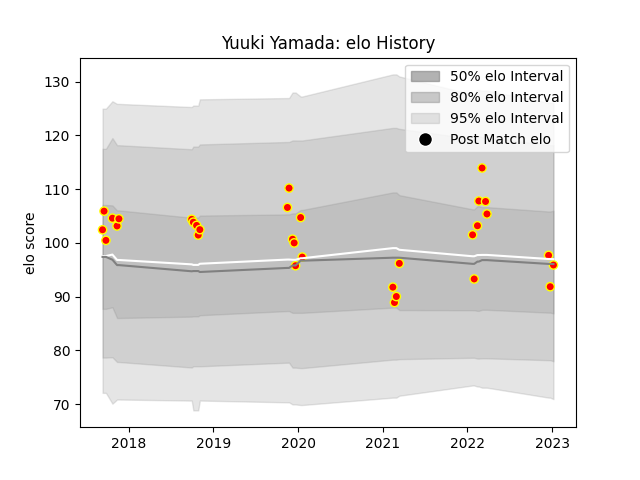 Yuuki Yamada: elo History
50% elo Interval
80% elo Interval
95% elo Interval
Post Match elo
elo score
130
120
110
100
90
80
70
2018
2019
2020
2021
2022
2023